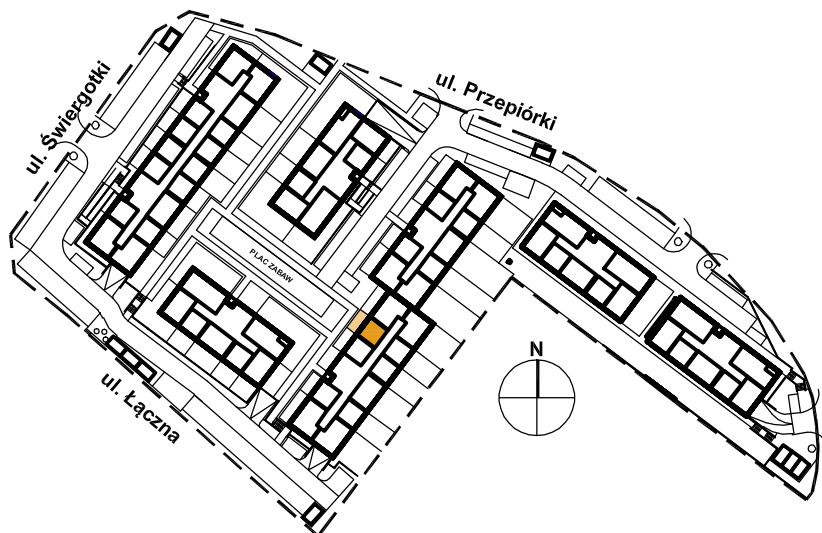 ul. Przepiórki
ul. Świergotki
PLAC ZABAW
N
ul. Łączna